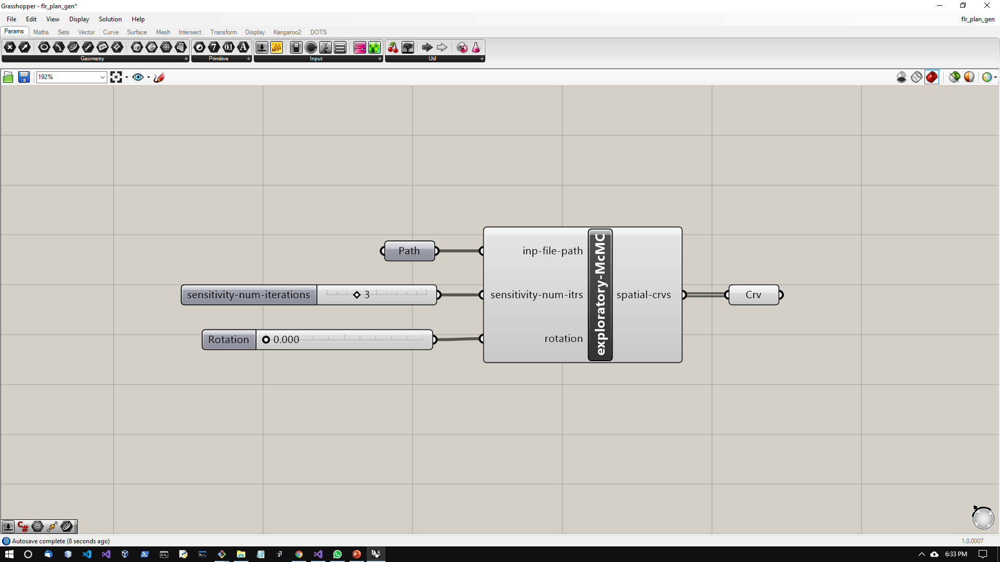 Grasshopper - flr_plan_gen*
File Edit View Display Solution Help
flr_plan_gen
Params Maths Sets Vector Curve Surface Mesh Intersect Transform Display Kangaroo2 DOTS
Geometry Primitive Input Util
192%
Path
inp-file-path
sensitivity-num-iterations 3
sensitivity-num-itrs
exploratory-McMC
spatial-crvs
Crv
Rotation 0.000
rotation
C#
Autosave complete (8 seconds ago)
1.0.0007
6:33 PM